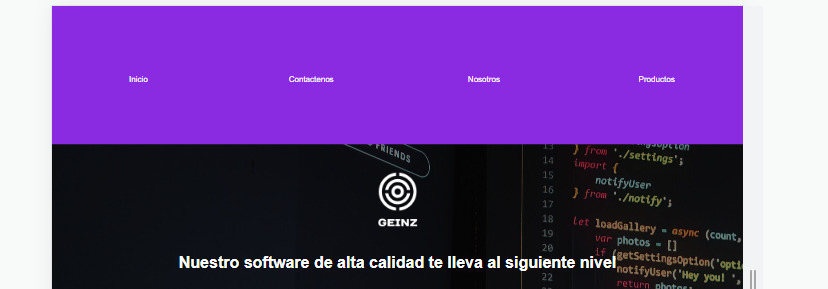 Inicio
Contactenos
Nosotros
Productos
FRIENDS
GEINZ
Nuestro software de alta calidad te lleva al siguiente nivel
13
14 } from './settings';
15 import {
16 notifyUser
17 } from './notify';
18
19 let loadGallery = async (count,
20 var photos = []
if (getSettingsOption('optio
22 notifyUser('Hey you! ',
return photos